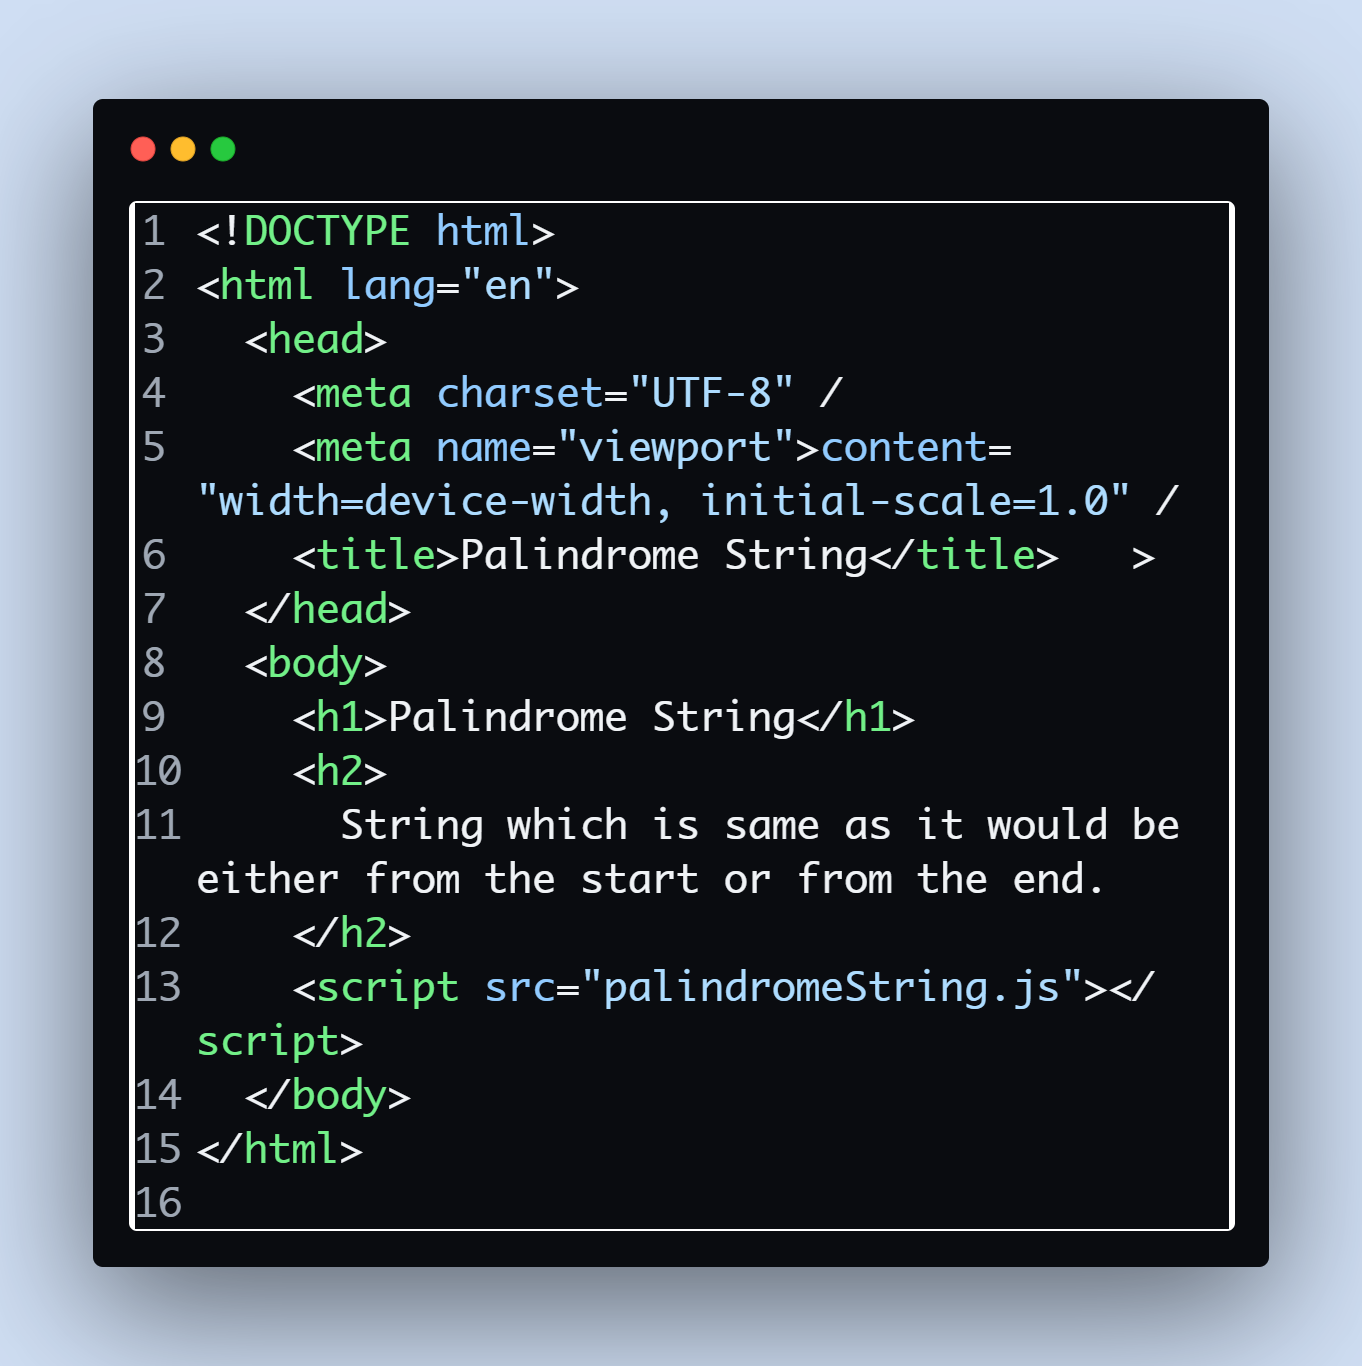 1 <!DOCTYPE html>
2 <html lang="en">
3   <head>
4     <meta charset="UTF-8" /
5     <meta name="viewport">content=
"width=device-width, initial-scale=1.0" /
6     <title>Palindrome String</title>   >
7   </head>
8   <body>
9     <h1>Palindrome String</h1>
10     <h2>
11       String which is same as it would be
either from the start or from the end.
12     </h2>
13     <script src="palindromeString.js"></
script>
14   </body>
15 </html>
16